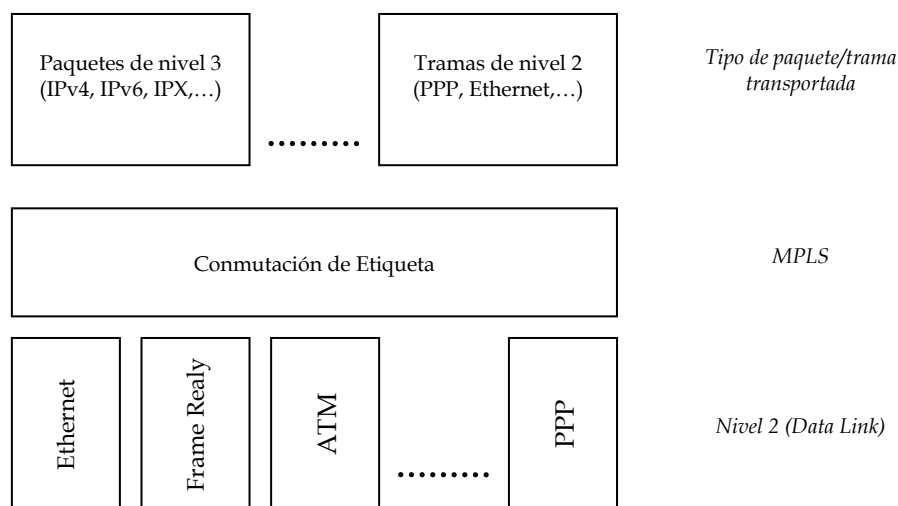 Paquetes de nivel 3
(IPv4, IPv6, IPX,…)
Tramas de nivel 2
(PPP, Ethernet,…)
Tipo de paquete/trama
transportada
.........
Conmutación de Etiqueta
MPLS
Ethernet
Frame Realy
ATM
.........
PPP
Nivel 2 (Data Link)